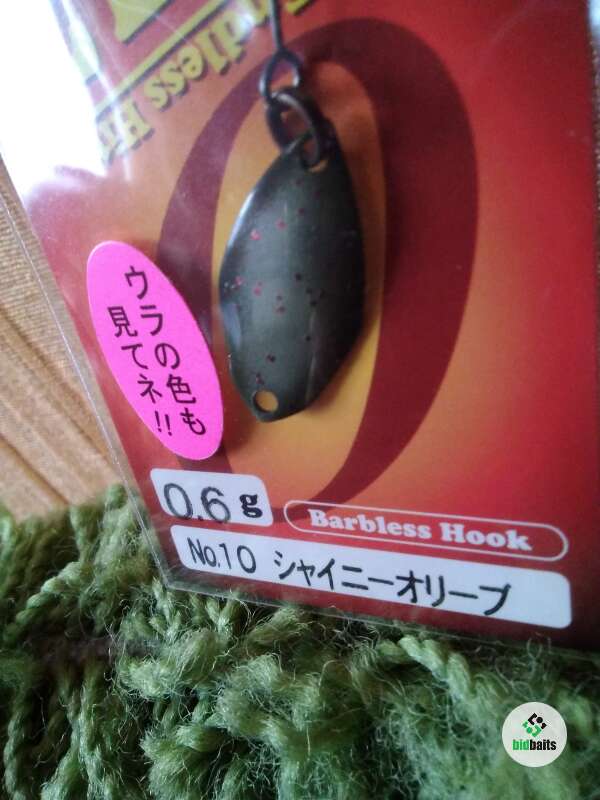 ウラの色も
見てネ!!
0.6g
Barbless Hook
No.10 シャイニーオリーブ
bidbaits